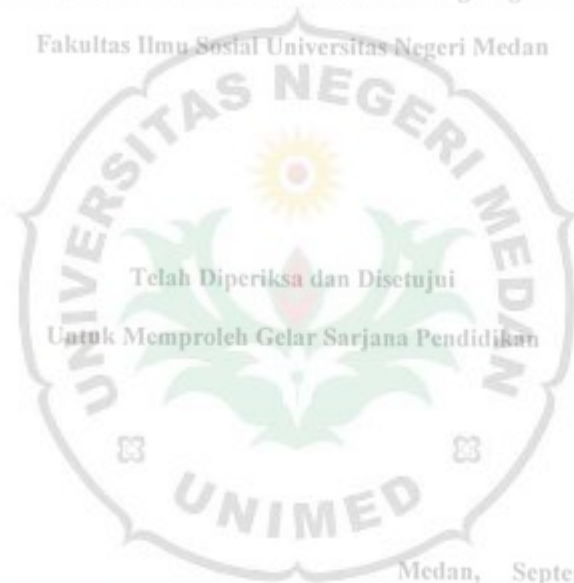 Fakultas Ilmu Sosial Universitas Negeri Medan
UNIVERSITAS NEGERI MEDAN
Telah Diperiksa dan Disetujui
Untuk Memproleh Gelar Sarjana Pendidikan
UNIMED
Medan,